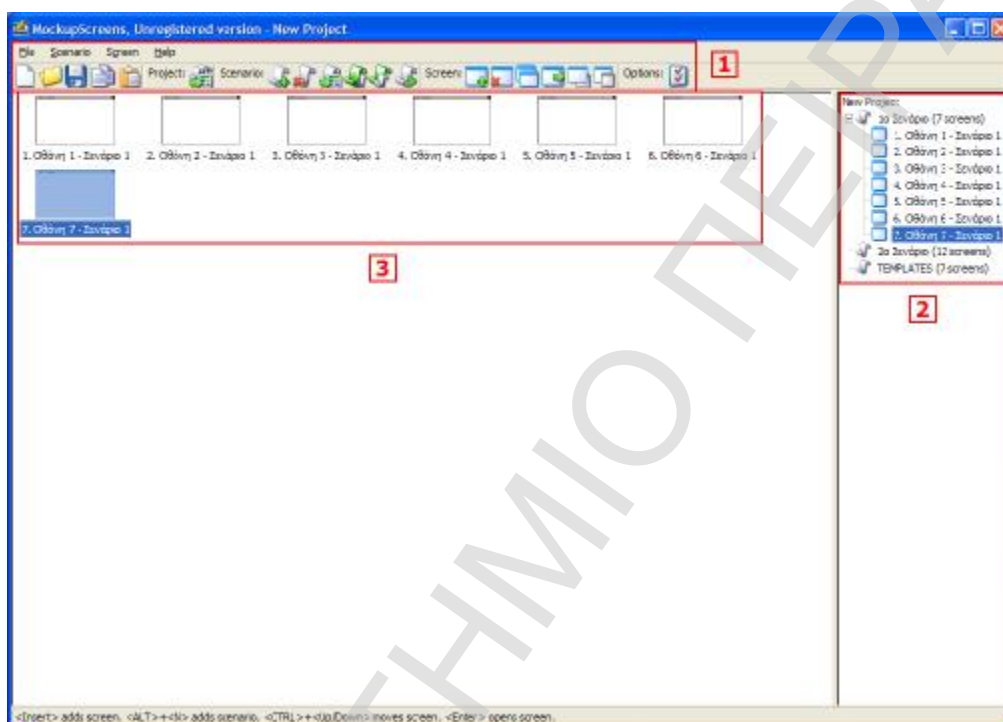 MockupScreens, Unregistered version - New Project
File Scenario Screen Help
Project: Scenario: Screen: Options:
1
New Project
1ο Σενάριο (7 screens)
1. Οθόνη 1 - Σενάριο 1
2. Οθόνη 2 - Σενάριο 1
3. Οθόνη 3 - Σενάριο 1
4. Οθόνη 4 - Σενάριο 1
5. Οθόνη 5 - Σενάριο 1
6. Οθόνη 6 - Σενάριο 1
7. Οθόνη 7 - Σενάριο 1
2ο Σενάριο (12 screens)
TEMPLATES (7 screens)
2
1. Οθόνη 1 - Σενάριο 1 2. Οθόνη 2 - Σενάριο 1 3. Οθόνη 3 - Σενάριο 1 4. Οθόνη 4 - Σενάριο 1 5. Οθόνη 5 - Σενάριο 1 6. Οθόνη 6 - Σενάριο 1
7. Οθόνη 7 - Σενάριο 1
3
<Insert> adds screen. <ALT>+<N> adds scenario. <CTRL>+<Up/Down> moves screen. <Enter> opens screen.
ΤΗΜΙΟ ΠΕΡΑ